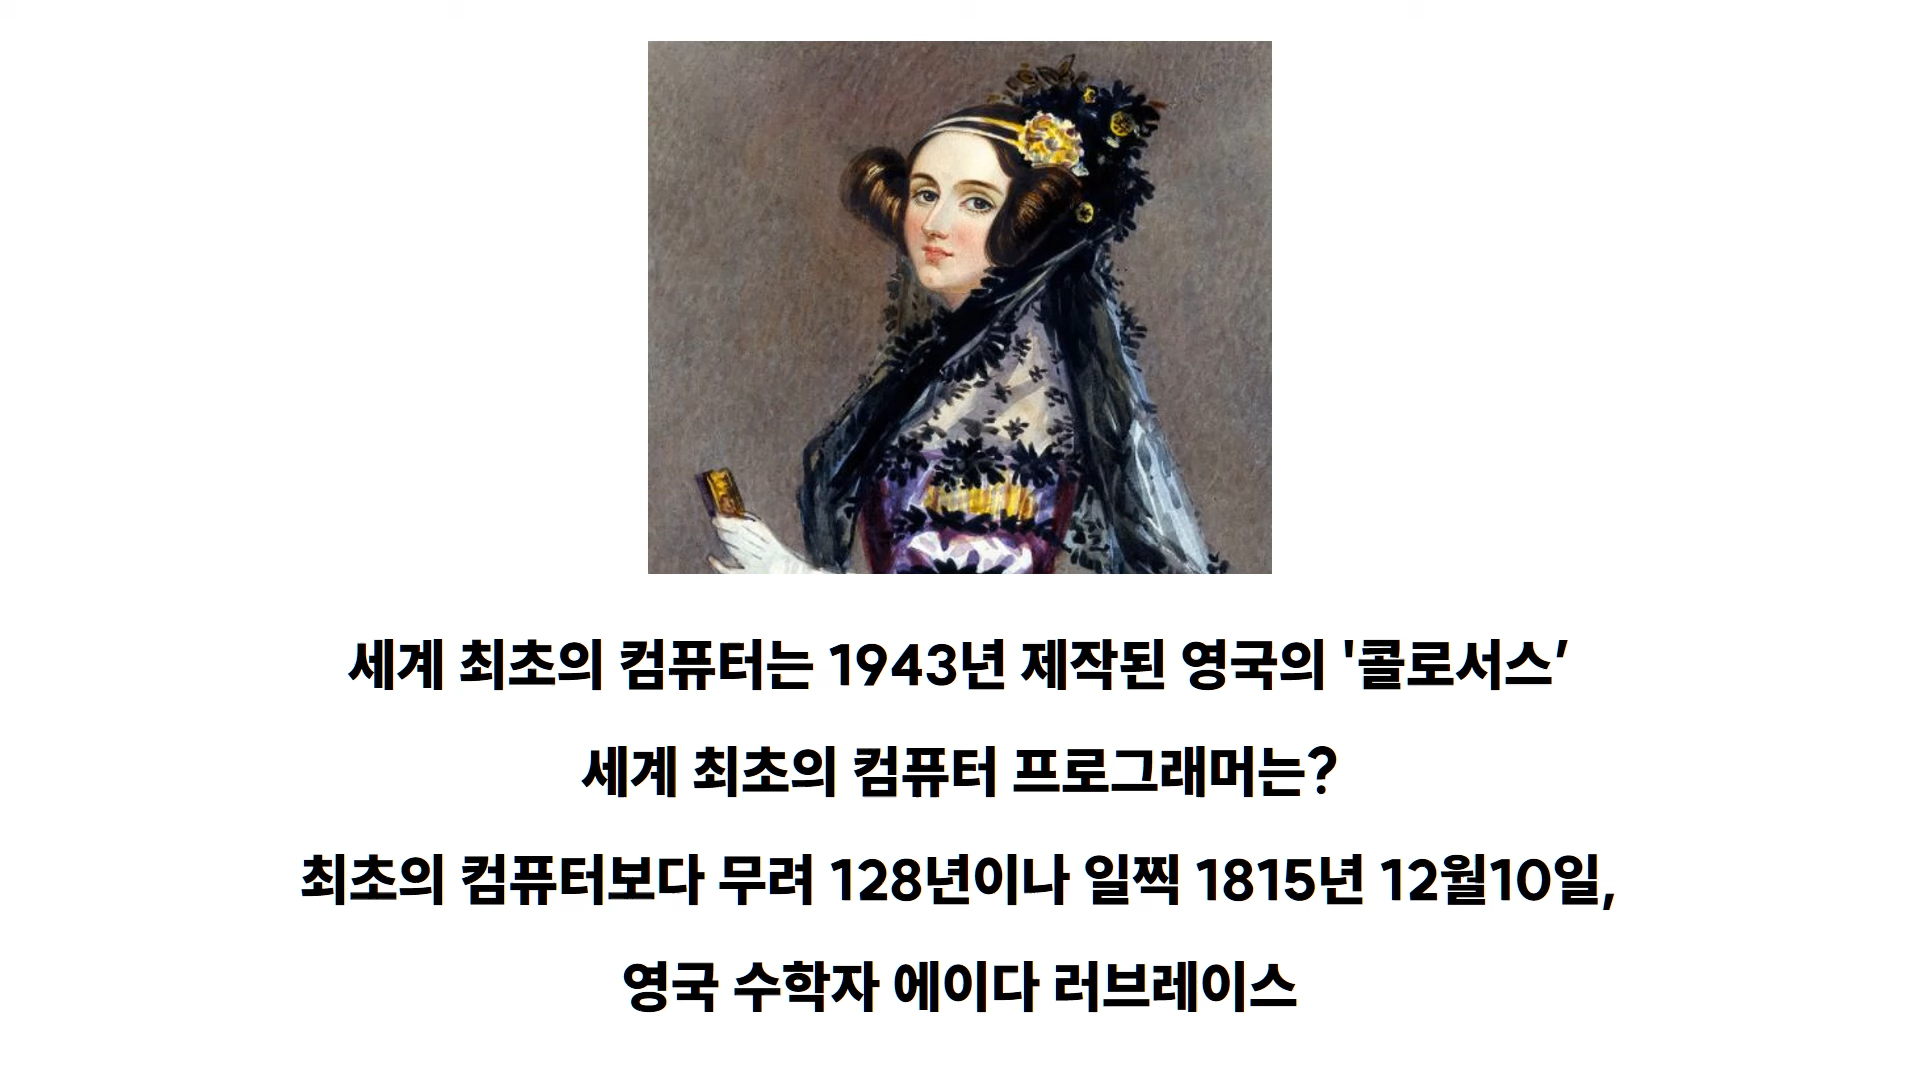 세계 최초의 컴퓨터는 1943년 제작된 영국의 '콜로서스’
세계 최초의 컴퓨터 프로그래머는?
최초의 컴퓨터보다 무려 128년이나 일찍 1815년 12월10일,
영국 수학자 에이다 러브레이스